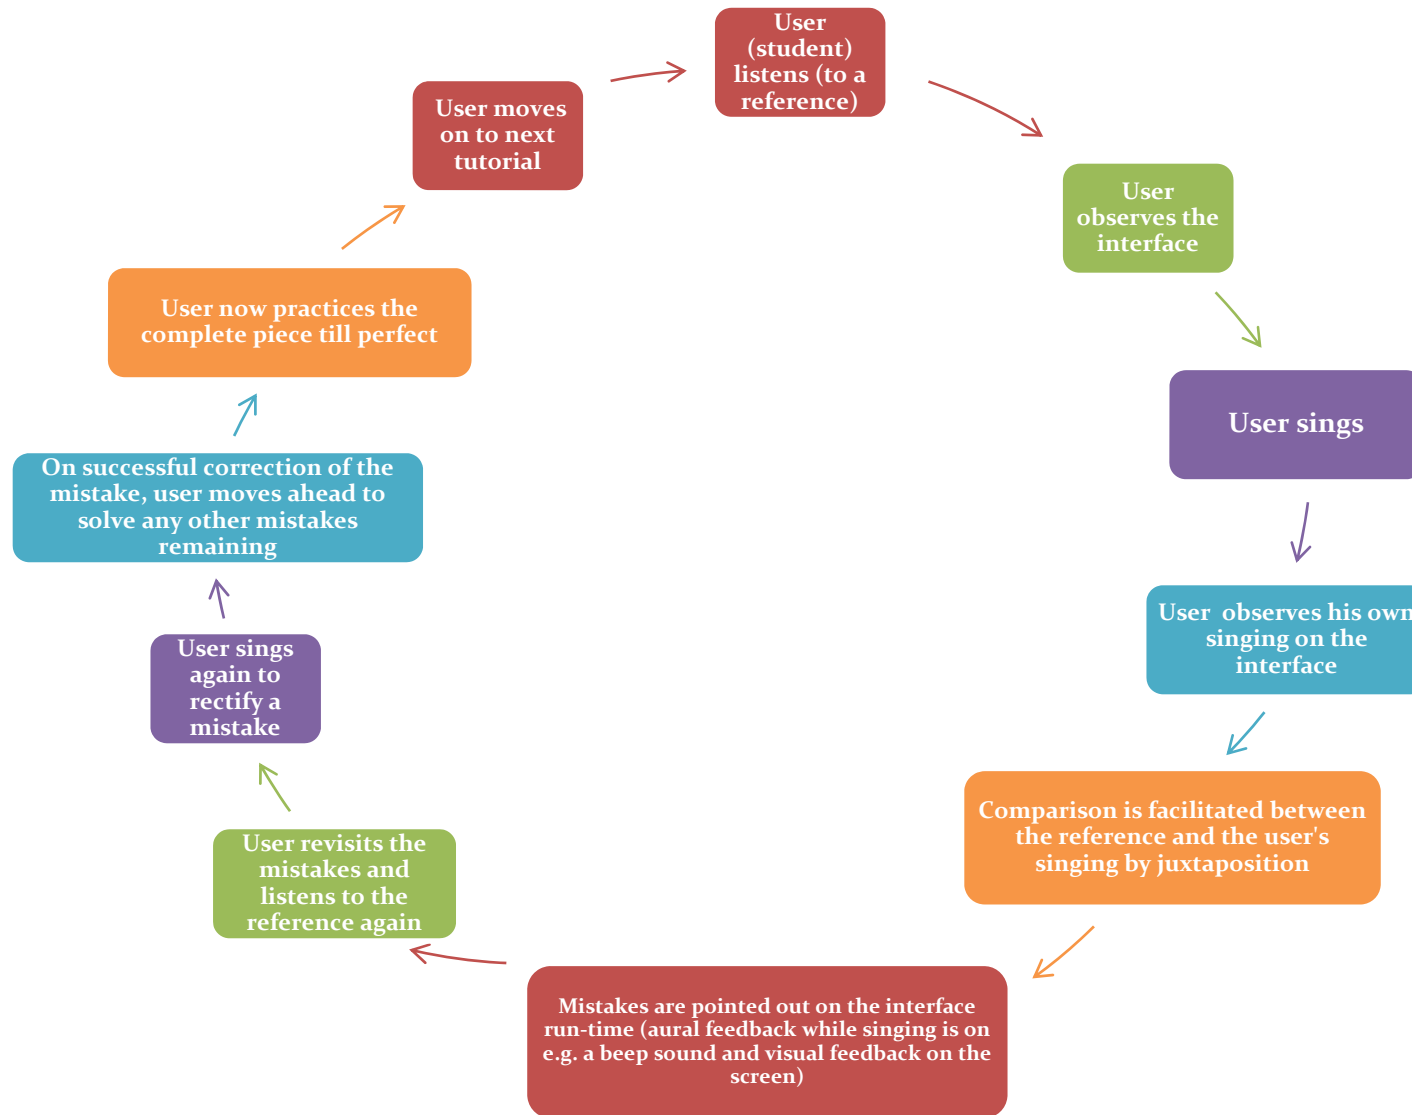 User
(student)
listens (to a
reference)
User
observes the
interface
User sings
User  observes his own
singing on the
interface
Comparison is facilitated between
the reference and the user's
singing by juxtaposition
Mistakes are pointed out on the interface
run-time (aural feedback while singing is on
e.g. a beep sound and visual feedback on the
screen)
User revisits the
mistakes and
listens to the
reference again
User sings
again to
rectify a
mistake
On successful correction of the
mistake, user moves ahead to
solve any other mistakes
remaining
User now practices the
complete piece till perfect
User moves
on to next
tutorial